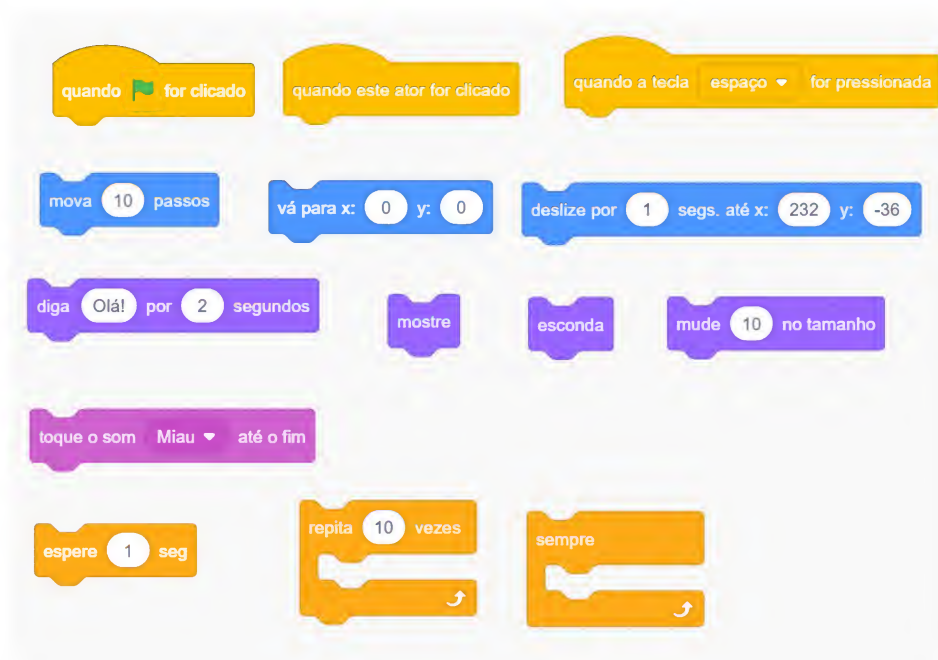 quando for clicado
quando este ator for clicado
quando a tecla espaço for pressionada
mova 10 passos
vá para x: 0 y: 0
deslize por 1 segs. até x: 232 y: -36
diga Olá! por 2 segundos
mostre
esconda
mude 10 no tamanho
toque o som Miau até o fim
espere 1 seg
repita 10 vezes
sempre